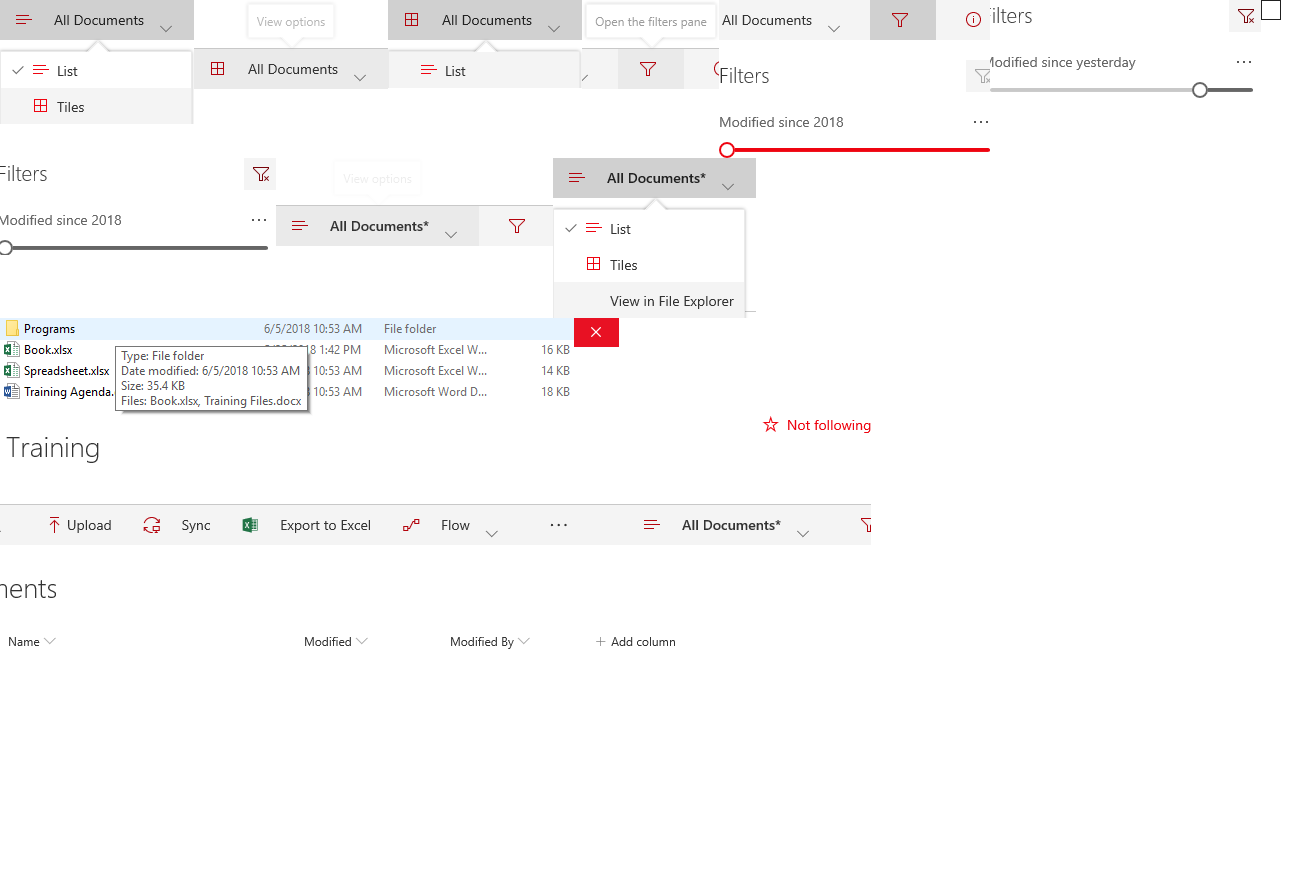 All Documents
View options
All Documents
Open the filters pane
All Documents
Filters
List
All Documents
List
Filters
Modified since yesterday
Tiles
Modified since 2018
Filters
View options
All Documents*
Modified since 2018
All Documents*
List
Tiles
View in File Explorer
Programs 6/5/2018 10:53 AM File folder
Book.xlsx 8 1:42 PM Microsoft Excel W... 16 KB
Spreadsheet.xlsx 8 10:53 AM Microsoft Excel W... 14 KB
Training Agenda. 8 10:53 AM Microsoft Word D... 18 KB
Type: File folder
Date modified: 6/5/2018 10:53 AM
Size: 35.4 KB
Files: Book.xlsx, Training Files.docx
Not following
Training
Upload Sync Export to Excel Flow ... All Documents*
ments
Name Modified Modified By + Add column